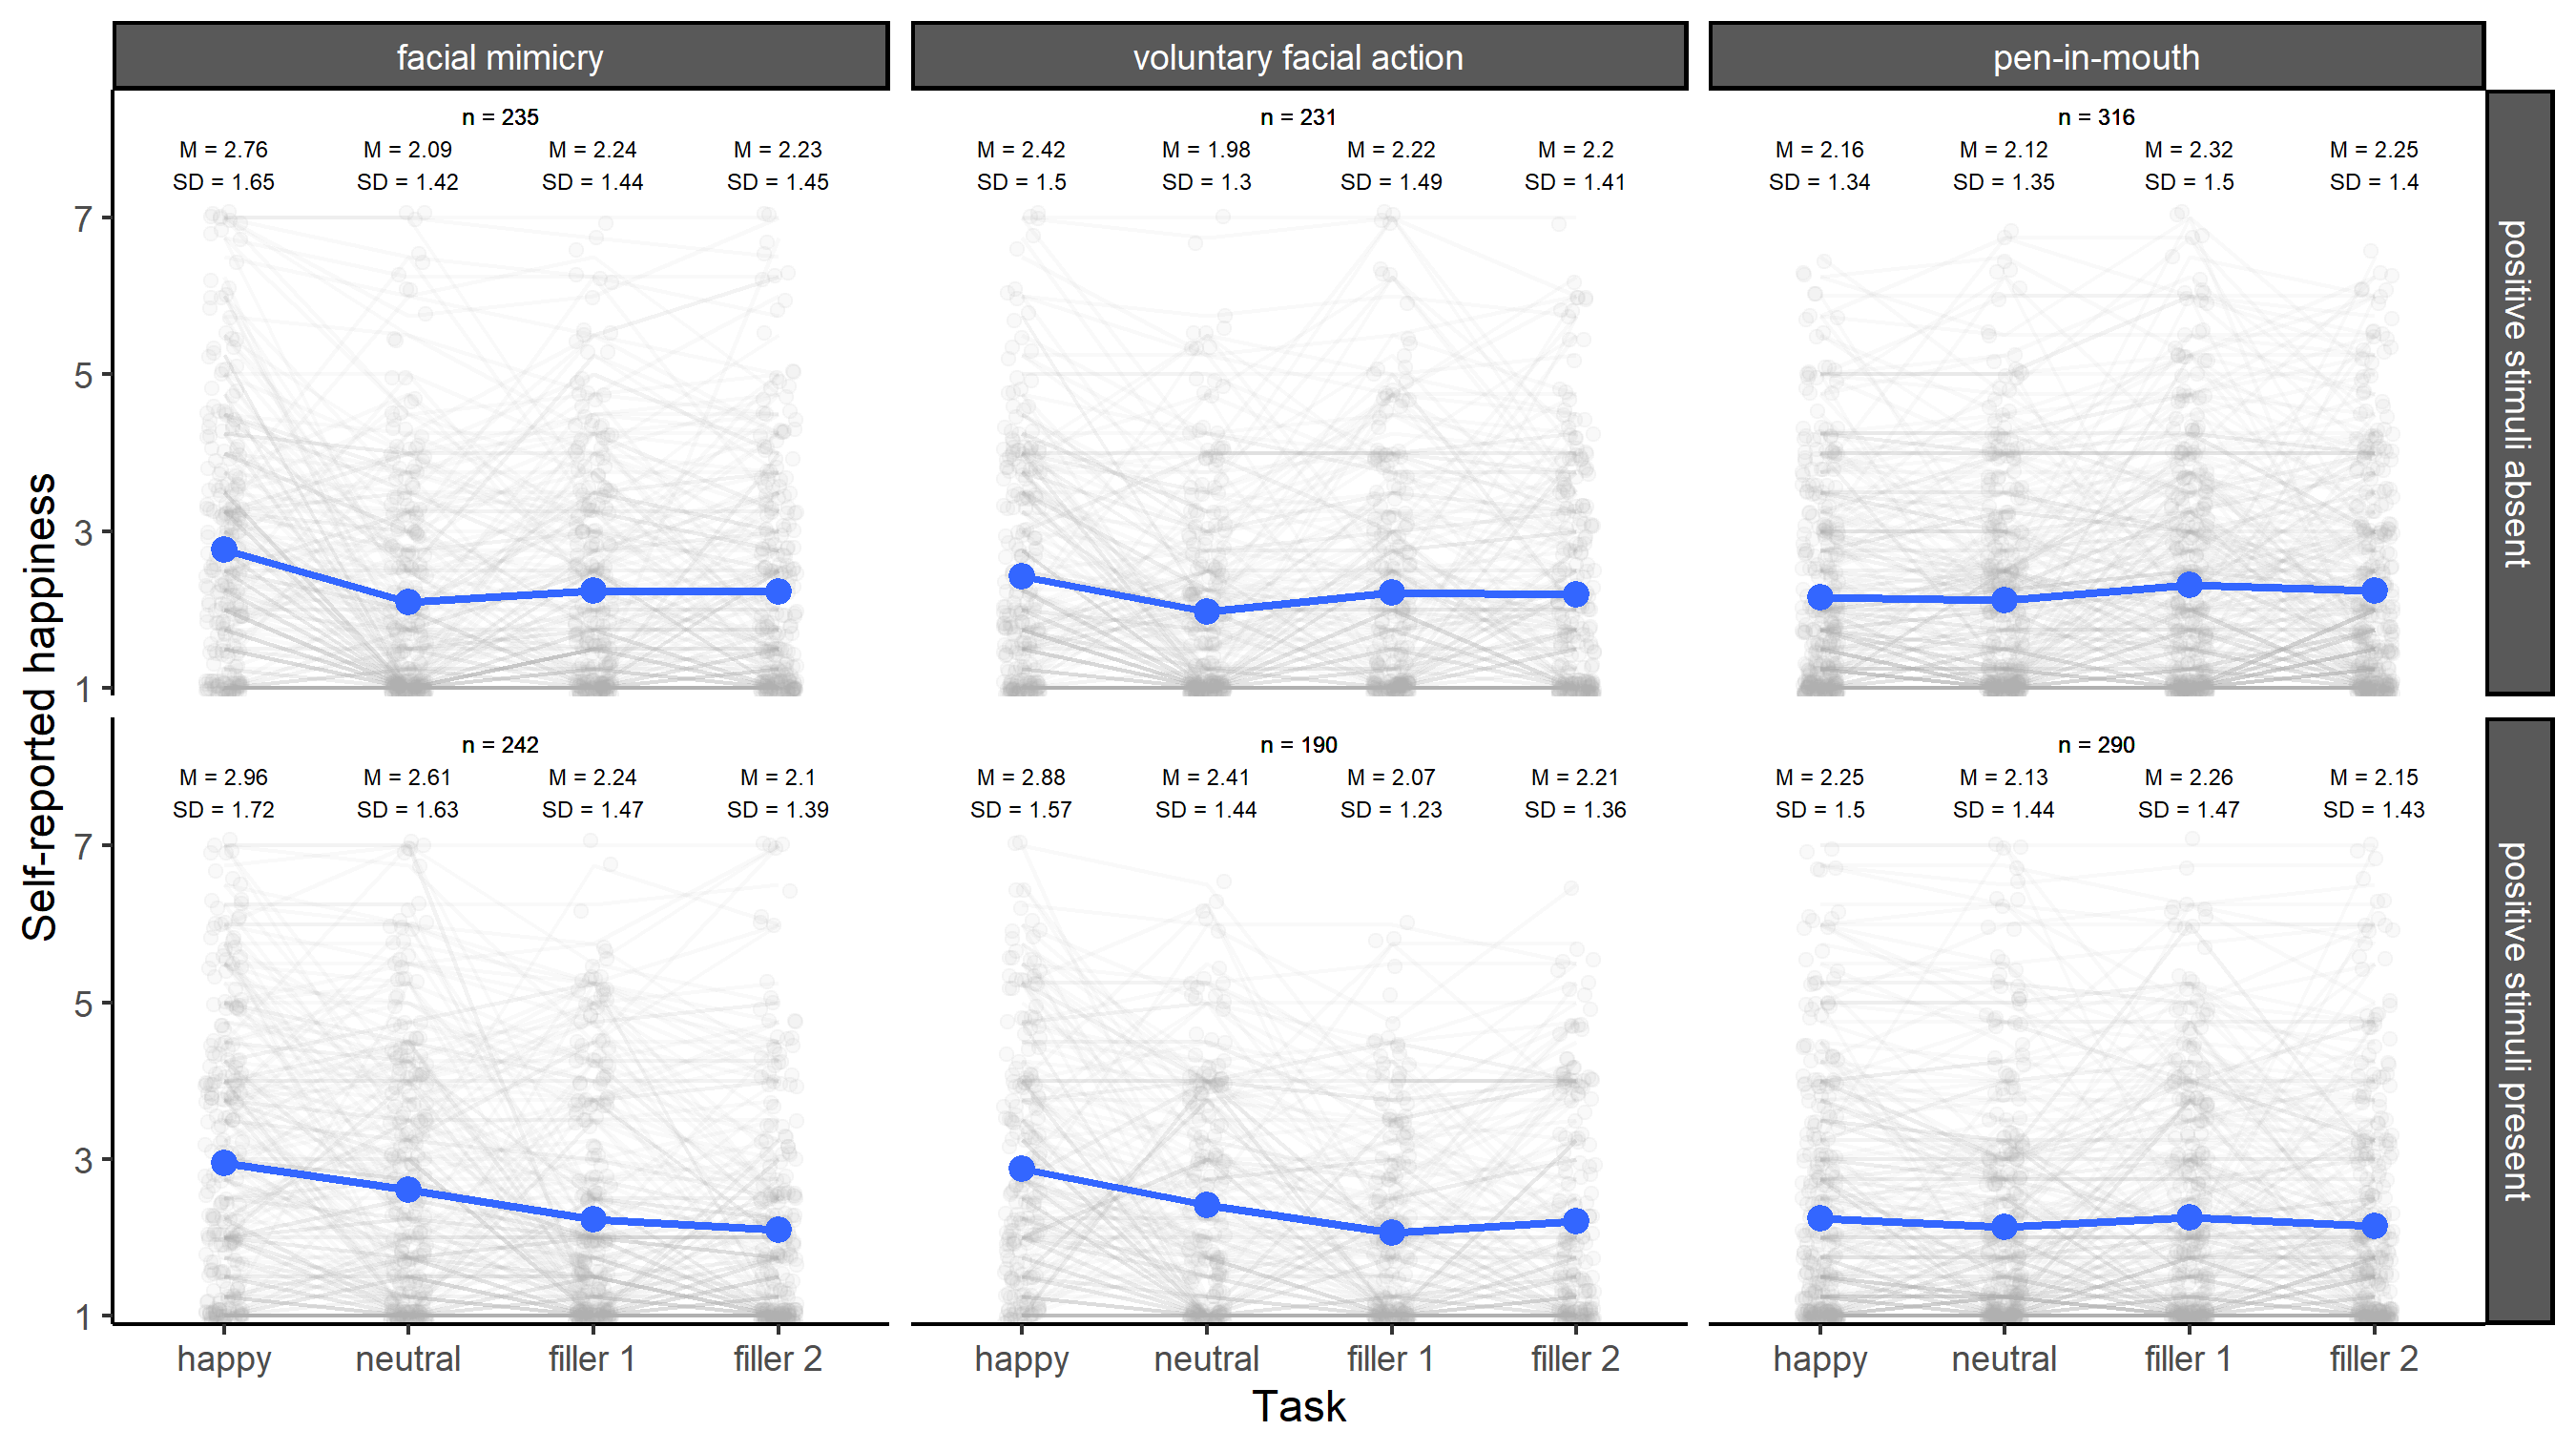 facial mimicry
voluntary facial action
pen-in-mouth
n = 235
M = 2.76 M = 2.09 M = 2.24 M = 2.23
SD = 1.65 SD = 1.42 SD = 1.44 SD = 1.45
n = 231
M = 2.42 M = 1.98 M = 2.22 M = 2.2
SD = 1.5 SD = 1.3 SD = 1.49 SD = 1.41
n = 316
M = 2.16 M = 2.12 M = 2.32 M = 2.25
SD = 1.34 SD = 1.35 SD = 1.5 SD = 1.4
positive stimuli absent
7
5
3
1
Self-reported happiness
n = 242
M = 2.96 M = 2.61 M = 2.24 M = 2.1
SD = 1.72 SD = 1.63 SD = 1.47 SD = 1.39
n = 190
M = 2.88 M = 2.41 M = 2.07 M = 2.21
SD = 1.57 SD = 1.44 SD = 1.23 SD = 1.36
n = 290
M = 2.25 M = 2.13 M = 2.26 M = 2.15
SD = 1.5 SD = 1.44 SD = 1.47 SD = 1.43
positive stimuli present
7
5
3
1
happy neutral filler 1 filler 2
happy neutral filler 1 filler 2
happy neutral filler 1 filler 2
Task